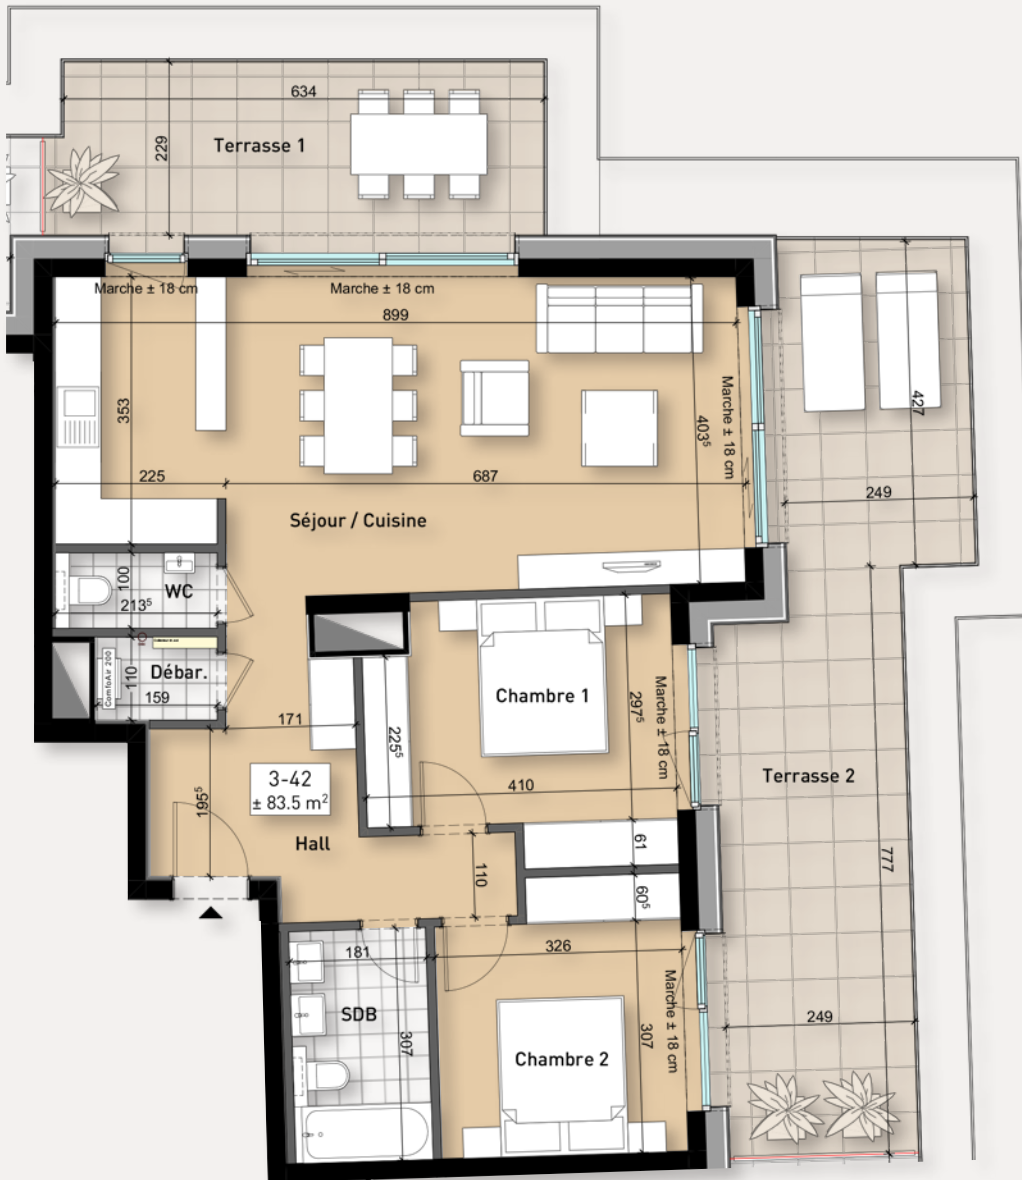 634
229
Terrasse 1
Marche ± 18 cm
Marche ± 18 cm
899
353
Marche ± 18 cm
403⁵
427
225
687
249
Séjour / Cuisine
100
WC
213⁵
Débar.
110
ComfoAir 200
159
171
225⁵
Chambre 1
297⁵
Marche ± 18 cm
410
3-42
± 83.5 m²
195⁵
Hall
Terrasse 2
61
110
60⁵
777
181
326
SDB
307
Marche ± 18 cm
307
249
Chambre 2